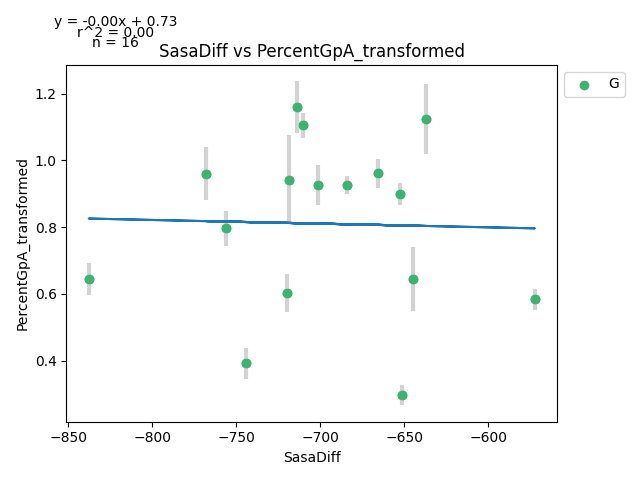 y = -0.00x + 0.73
r^2 = 0.00
n = 16
SasaDiff vs PercentGpA_transformed
G
PercentGpA_transformed
1.2
1.0
0.8
0.6
0.4
−850
−800
−750
−700
−650
−600
SasaDiff